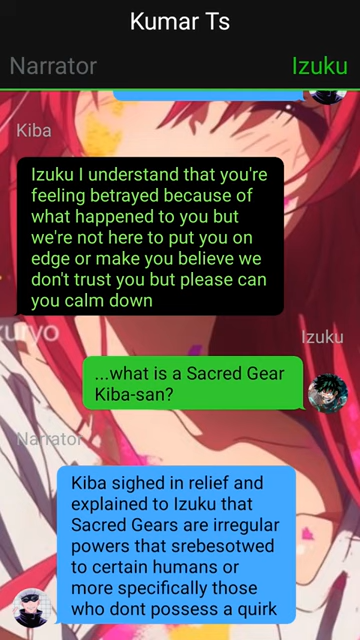 Kumar Ts
Narrator
Izuku
Kiba
Izuku I understand that you're
feeling betrayed because of
what happened to you but
we're not here to put you on
edge or make you believe we
don't trust you but please can
you calm down
kuryo
Izuku
...what is a Sacred Gear
Kiba-san?
Narrator
Kiba sighed in relief and
explained to Izuku that
Sacred Gears are irregular
powers that srebesotwed
to certain humans or
more specifically those
who dont possess a quirk